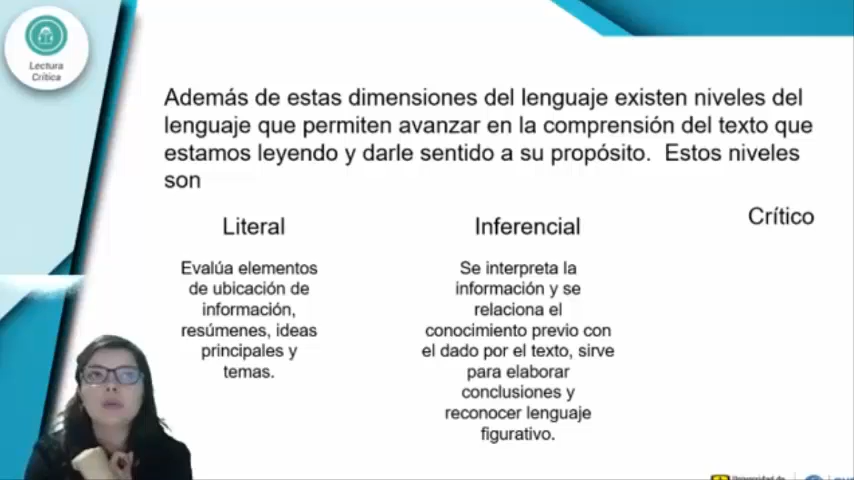 Lectura
Crítica
Además de estas dimensiones del lenguaje existen niveles del
lenguaje que permiten avanzar en la comprensión del texto que
estamos leyendo y darle sentido a su propósito. Estos niveles
son
Literal
Evalúa elementos
de ubicación de
información,
resúmenes, ideas
principales y
temas.
Inferencial
Se interpreta la
información y se
relaciona el
conocimiento previo con
el dado por el texto, sirve
para elaborar
conclusiones y
reconocer lenguaje
figurativo.
Crítico
Universidad de